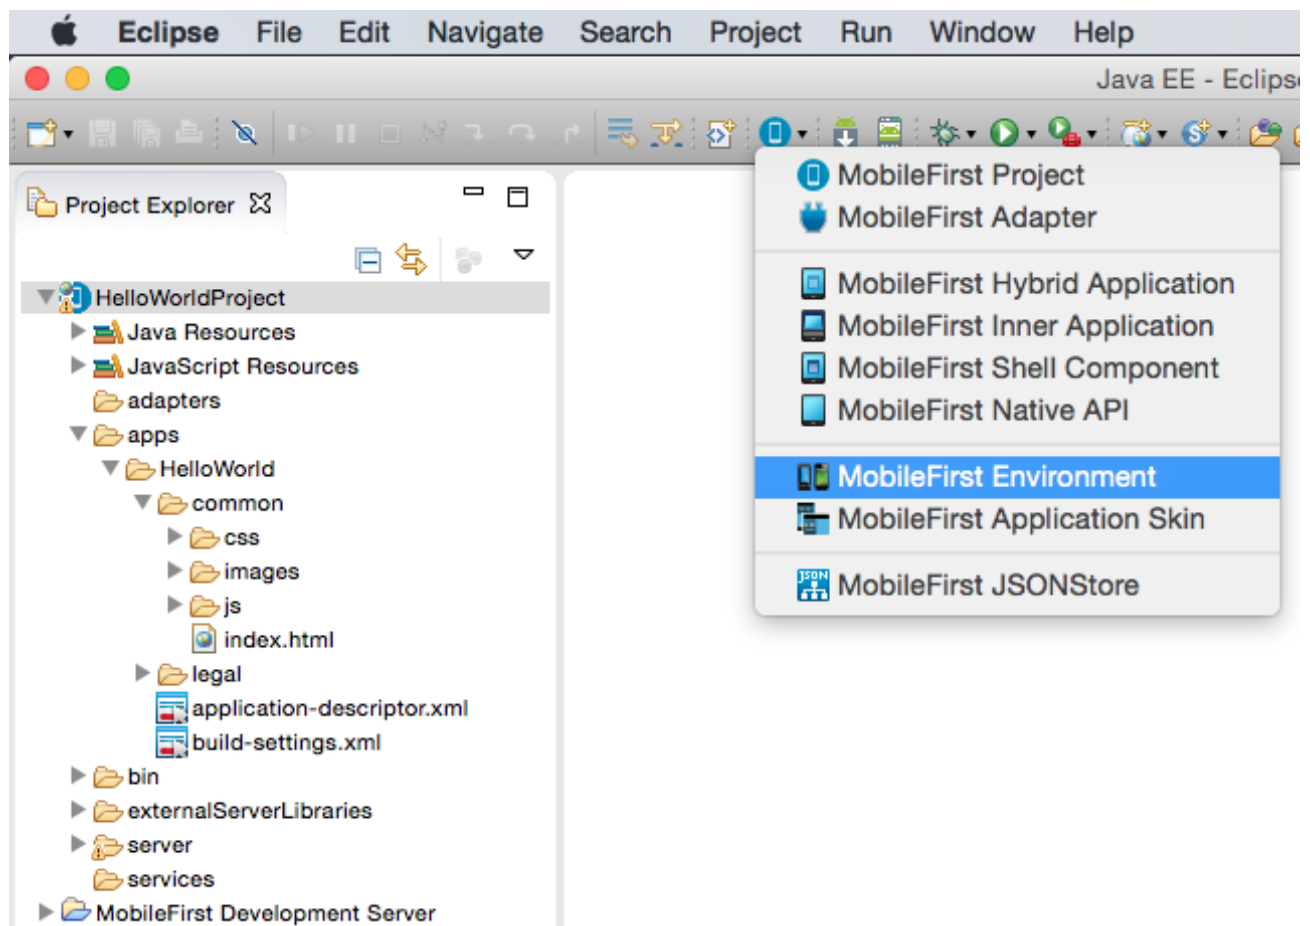 Eclipse File Edit Navigate Search Project Run Window Help
Java EE - Eclipse
Project Explorer
MobileFirst Project
MobileFirst Adapter
MobileFirst Hybrid Application
MobileFirst Inner Application
MobileFirst Shell Component
MobileFirst Native API
MobileFirst Environment
MobileFirst Application Skin
JSON MobileFirst JSONStore
HelloWorldProject
Java Resources
JavaScript Resources
adapters
apps
HelloWorld
common
css
images
js
index.html
legal
application-descriptor.xml
build-settings.xml
bin
externalServerLibraries
server
services
MobileFirst Development Server